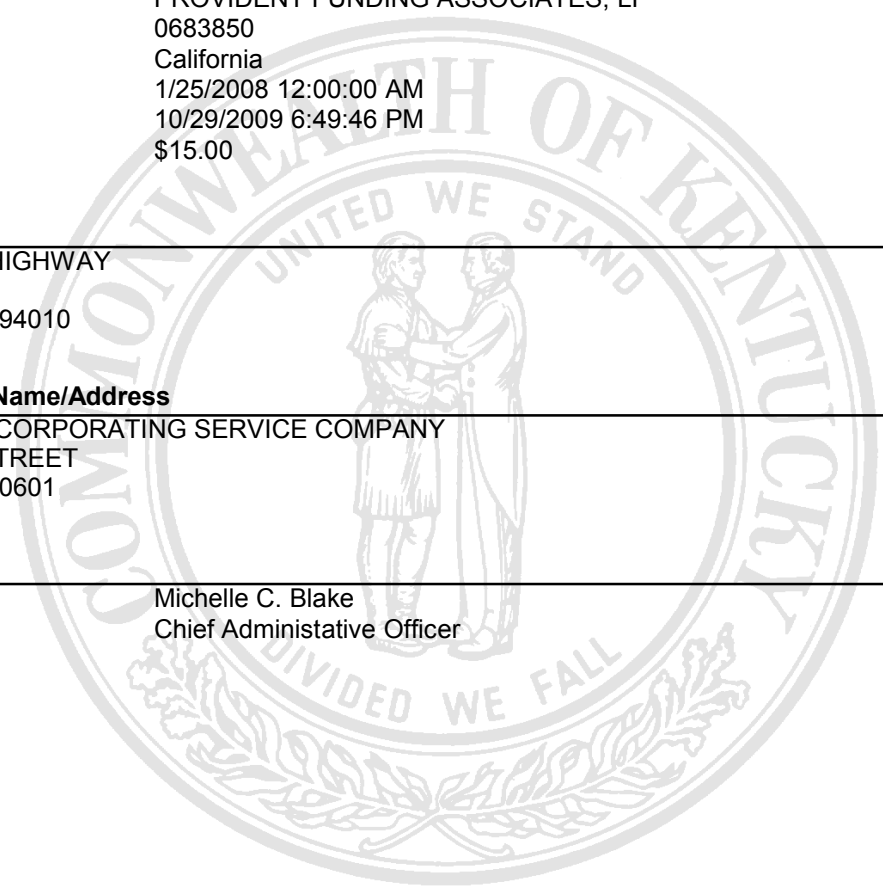 PROVIDENT FUNDING ASSOCIATES, LP
0683850
California
1/25/2008 12:00:00 AM
10/29/2009 6:49:46 PM
$15.00
HIGHWAY
94010
Name/Address
CORPORATING SERVICE COMPANY
TREET
0601
Michelle C. Blake
Chief Administative Officer
COMMONWEALTH OF KENTUCKY
UNITED WE STAND
DIVIDED WE FALL